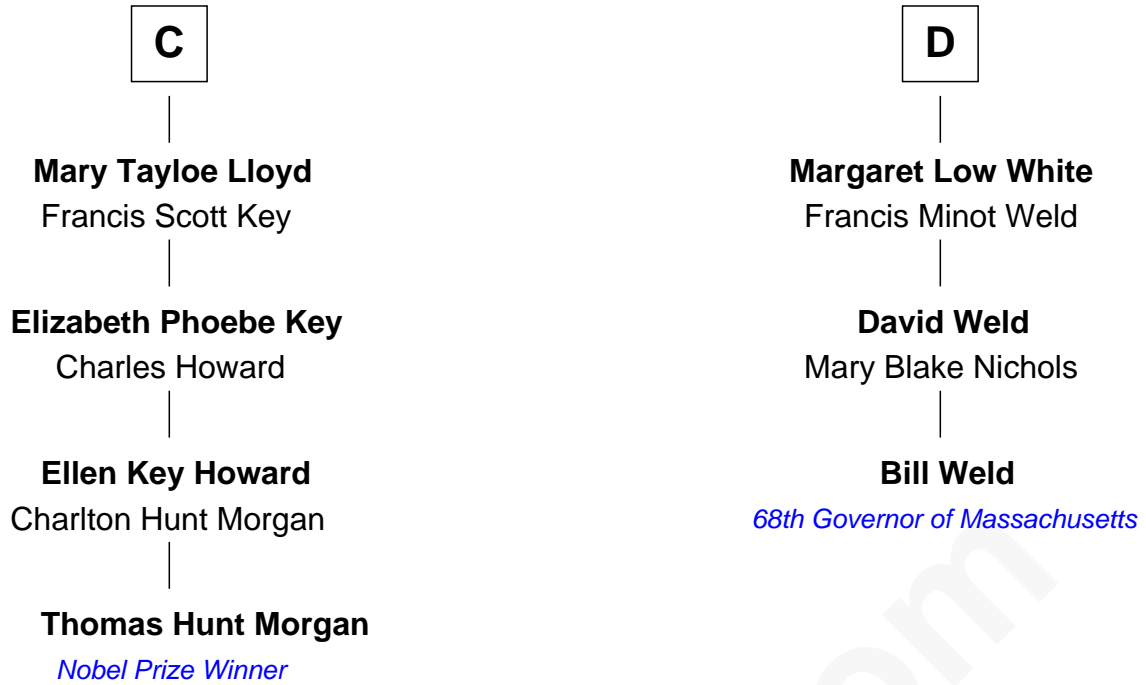 C
Mary Tayloe Lloyd
Francis Scott Key
Elizabeth Phoebe Key
Charles Howard
Ellen Key Howard
Charlton Hunt Morgan
Thomas Hunt Morgan
Nobel Prize Winner
D
Margaret Low White
Francis Minot Weld
David Weld
Mary Blake Nichols
Bill Weld
68th Governor of Massachusetts